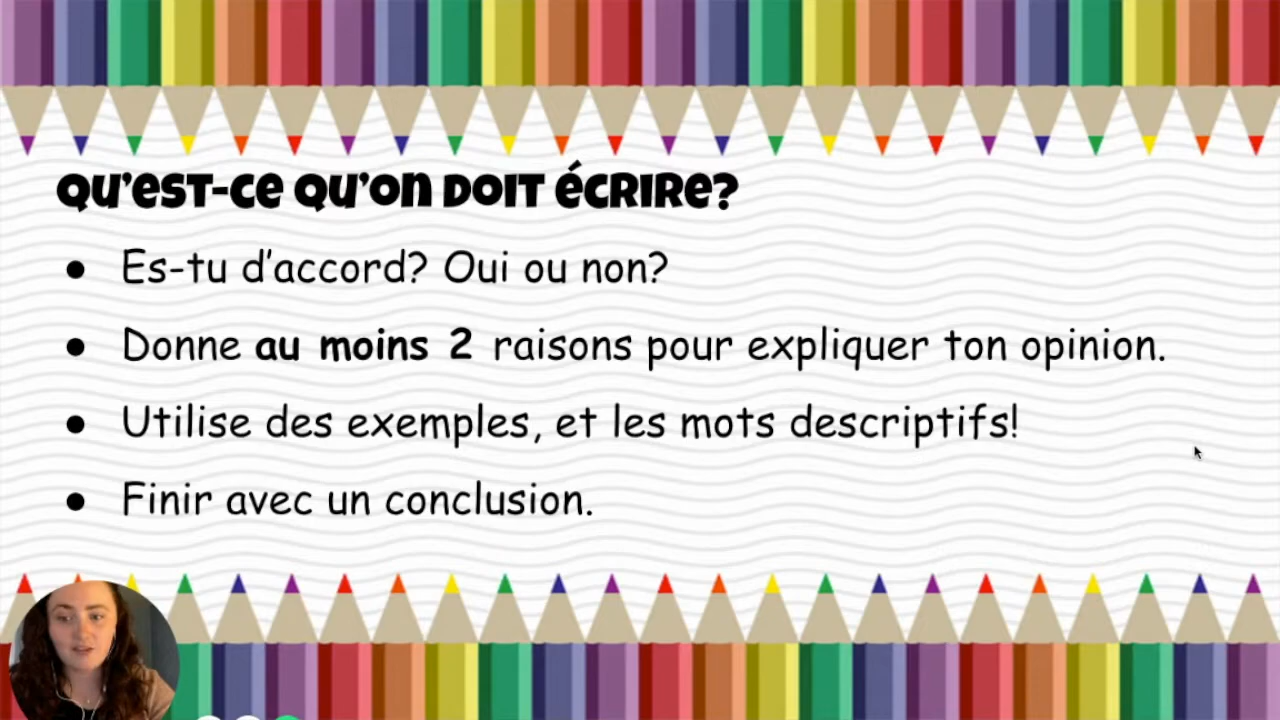 Qu'est-ce qu'on doit écrire?
● Es-tu d'accord? Oui ou non?
● Donne au moins 2 raisons pour expliquer ton opinion.
● Utilise des exemples, et les mots descriptifs!
● Finir avec un conclusion.